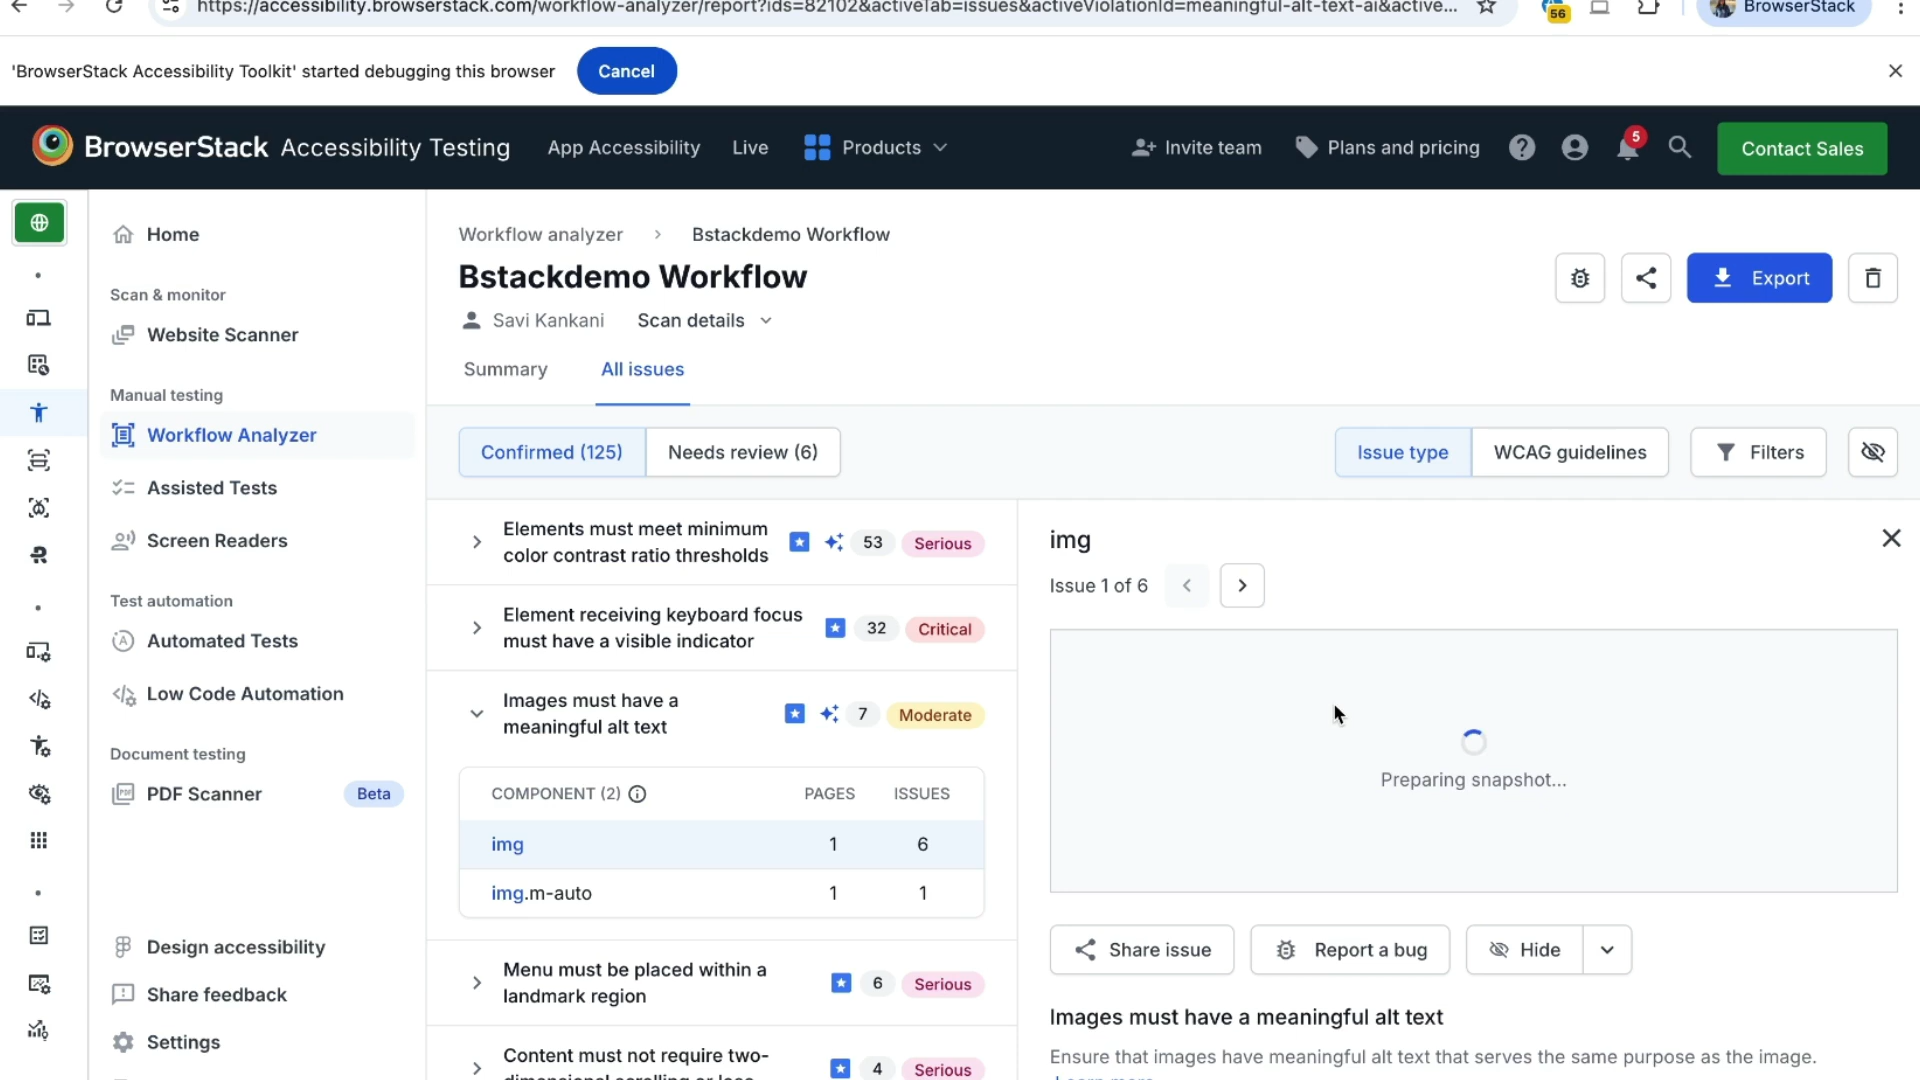 https://accessibility.browserstack.com/workflow-analyzer/report?ids=82102&activeTab=issues&activeViolationId=meaningful-alt-text-ai&active...
56
BrowserStack
'BrowserStack Accessibility Toolkit' started debugging this browser
Cancel
BrowserStack Accessibility Testing
App Accessibility
Live
Products
Invite team
Plans and pricing
5
Contact Sales
Home
Scan & monitor
Website Scanner
Manual testing
Workflow Analyzer
Assisted Tests
Screen Readers
Test automation
Automated Tests
Low Code Automation
Document testing
PDF Scanner
Beta
Design accessibility
Share feedback
Settings
Workflow analyzer
Bstackdemo Workflow
Bstackdemo Workflow
Savi Kankani
Scan details
Export
Summary
All issues
Confirmed (125)
Needs review (6)
Issue type
WCAG guidelines
Filters
Elements must meet minimum
color contrast ratio thresholds
53
Serious
Element receiving keyboard focus
must have a visible indicator
32
Critical
Images must have a
meaningful alt text
7
Moderate
COMPONENT (2)
PAGES
ISSUES
img
1
6
img.m-auto
1
1
Menu must be placed within a
landmark region
6
Serious
Content must not require two-
4
Serious
img
Issue 1 of 6
Preparing snapshot...
Share issue
Report a bug
Hide
Images must have a meaningful alt text
Ensure that images have meaningful alt text that serves the same purpose as the image.